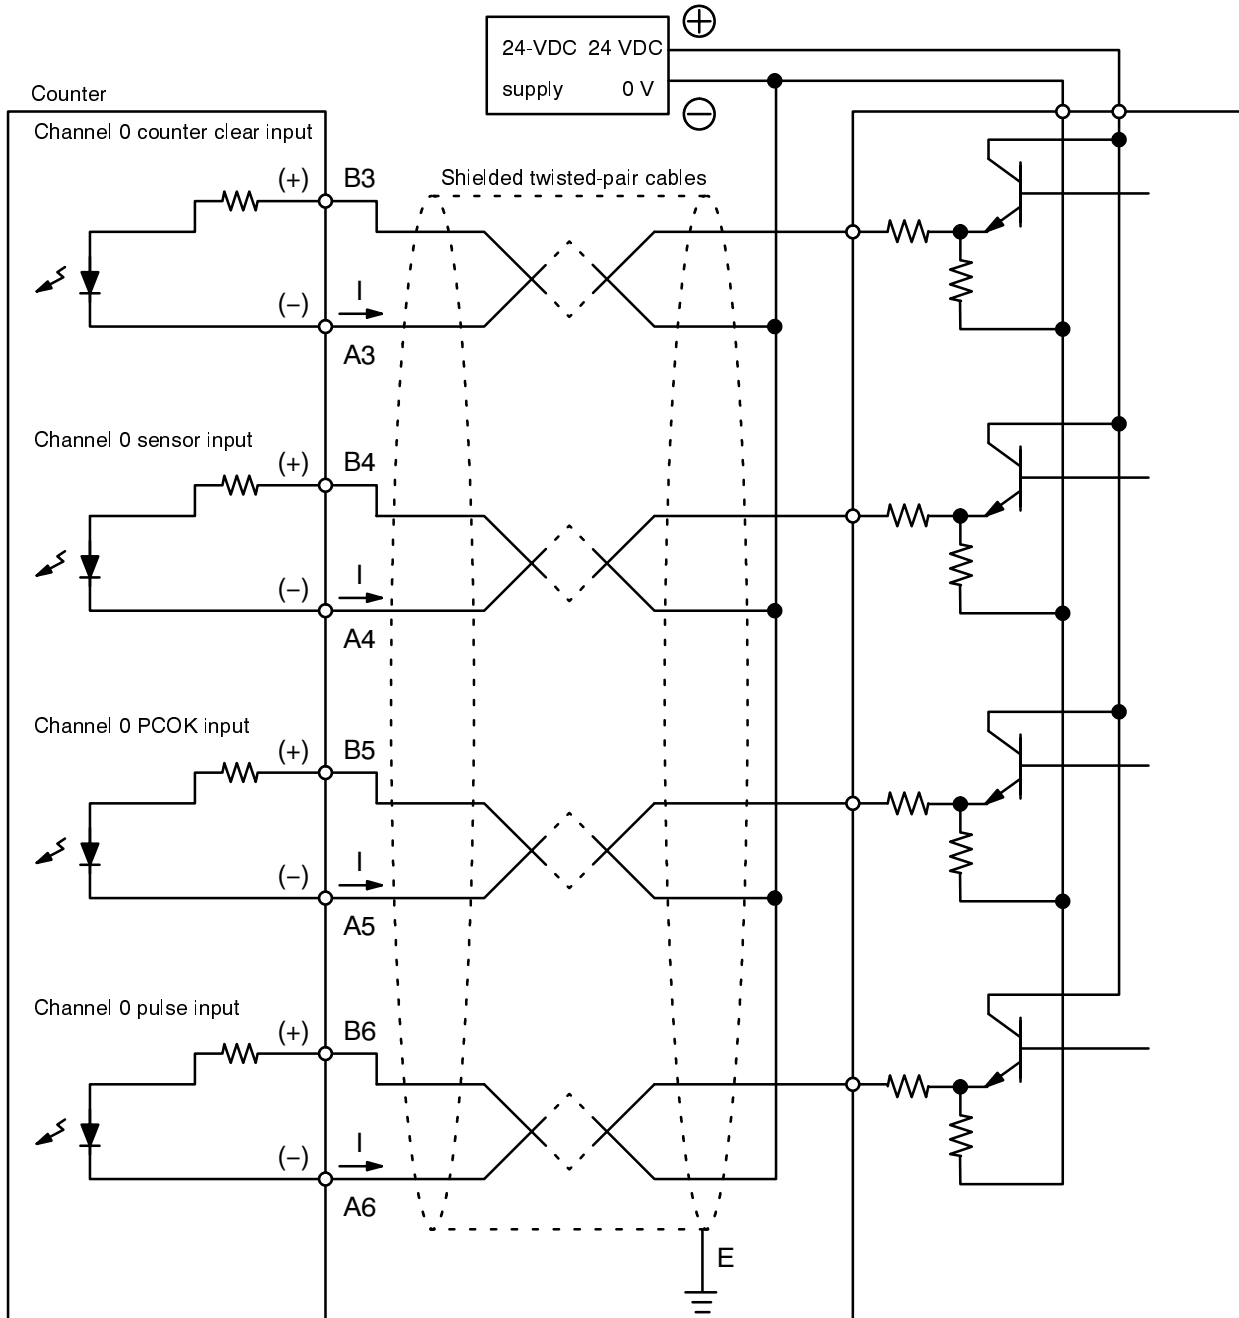 24-VDC 24 VDC
supply 0 V
Counter
Channel 0 counter clear input
(+) B3
Shielded twisted-pair cables
(−) I
A3
Channel 0 sensor input
(+) B4
(−) I
A4
Channel 0 PCOK input
(+) B5
(−) I
A5
Channel 0 pulse input
(+) B6
(−) I
A6
E